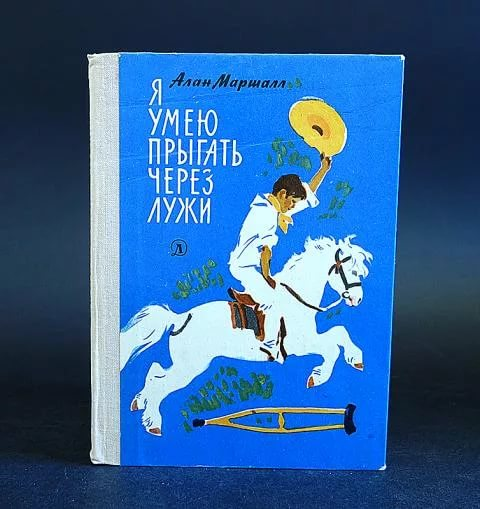 Алан Маршалл
Я
УМЕЮ
ПРЫГАТЬ
ЧЕРЕЗ
ЛУЖИ
Д